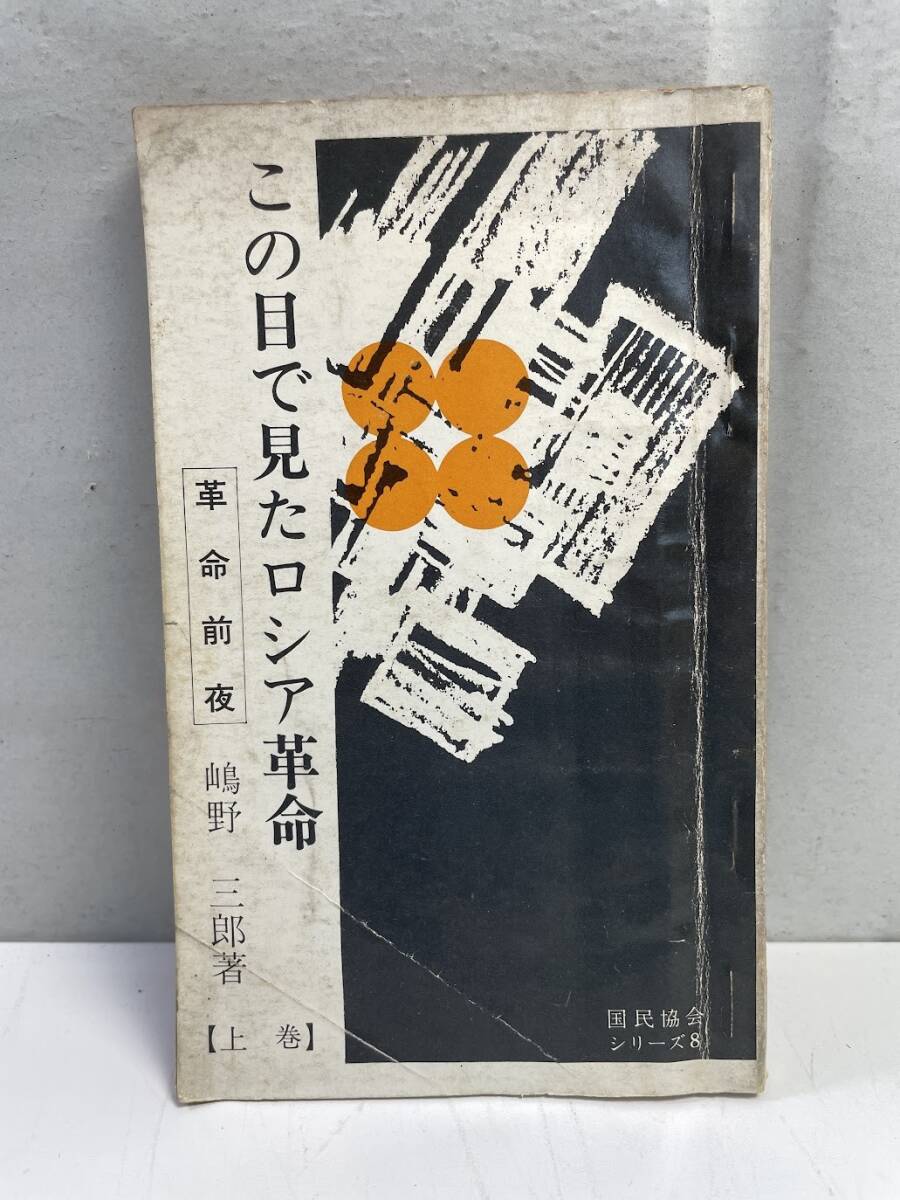 この目で見たロシア革命
革命前夜
嶋野 三郎著
【上巻】
国民協会
シリーズ8